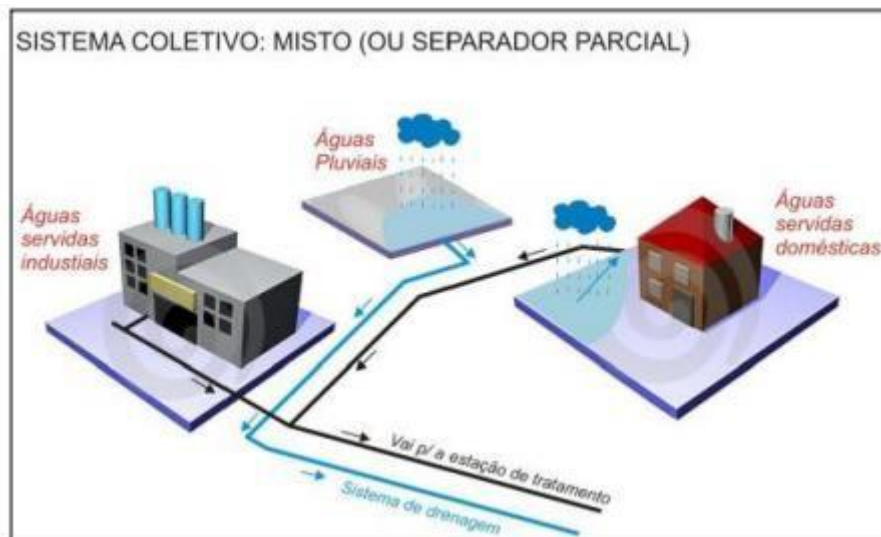 SISTEMA COLETIVO: MISTO (OU SEPARADOR PARCIAL)
Águas
Pluviais
Águas
servidas
industiais
Águas
servidas
domésticas
Vai p/ a estação de tratamento
Sistema de drenagem